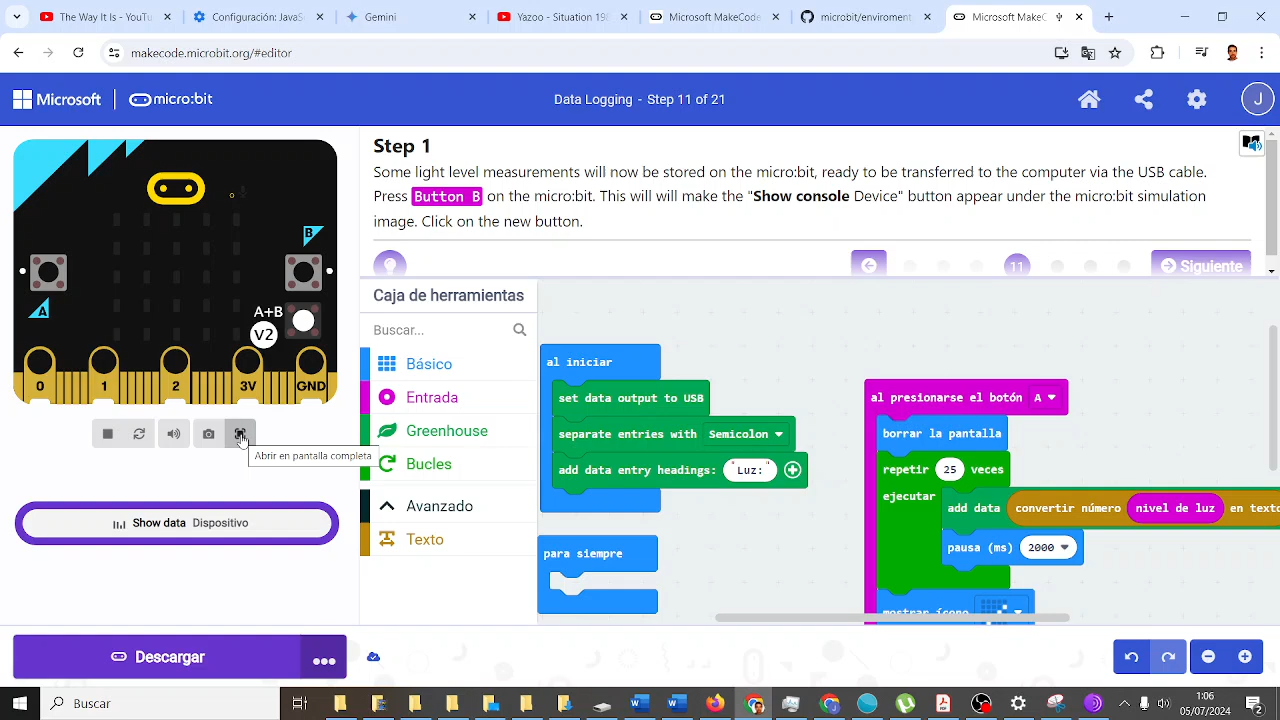 The Way It Is - YouT
Configuración: JavaS
Gemini
Yazoo - Situation 198
Microsoft MakeCode
microbit/enviroment
Microsoft MakeC
makecode.microbit.org/#editor
Microsoft
micro:bit
Data Logging - Step 11 of 21
J
Step 1
Some light level measurements will now be stored on the micro:bit, ready to be transferred to the computer via the USB cable.
Press Button B on the micro:bit. This will will make the "Show console Device" button appear under the micro:bit simulation
image. Click on the new button.
11
Siguiente
B
A
A+B
V2
0 1 2 3V GND
Abrir en pantalla completa
Show data Dispositivo
Caja de herramientas
Buscar...
Básico
Entrada
Greenhouse
Bucles
Avanzado
Texto
al iniciar
set data output to USB
separate entries with Semicolon
add data entry headings: "Luz:"
para siempre
al presionarse el botón A
borrar la pantalla
repetir 25 veces
ejecutar
add data convertir número nivel de luz en texto
pausa (ms) 2000
mostrar ícono
Descargar
Buscar
1:06
05/07/2024
2